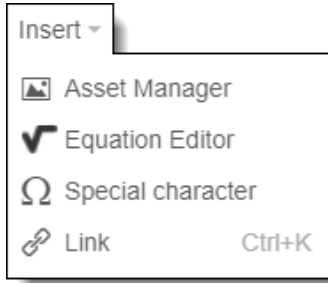 Insert
Asset Manager
Equation Editor
Ω Special character
Link Ctrl+K